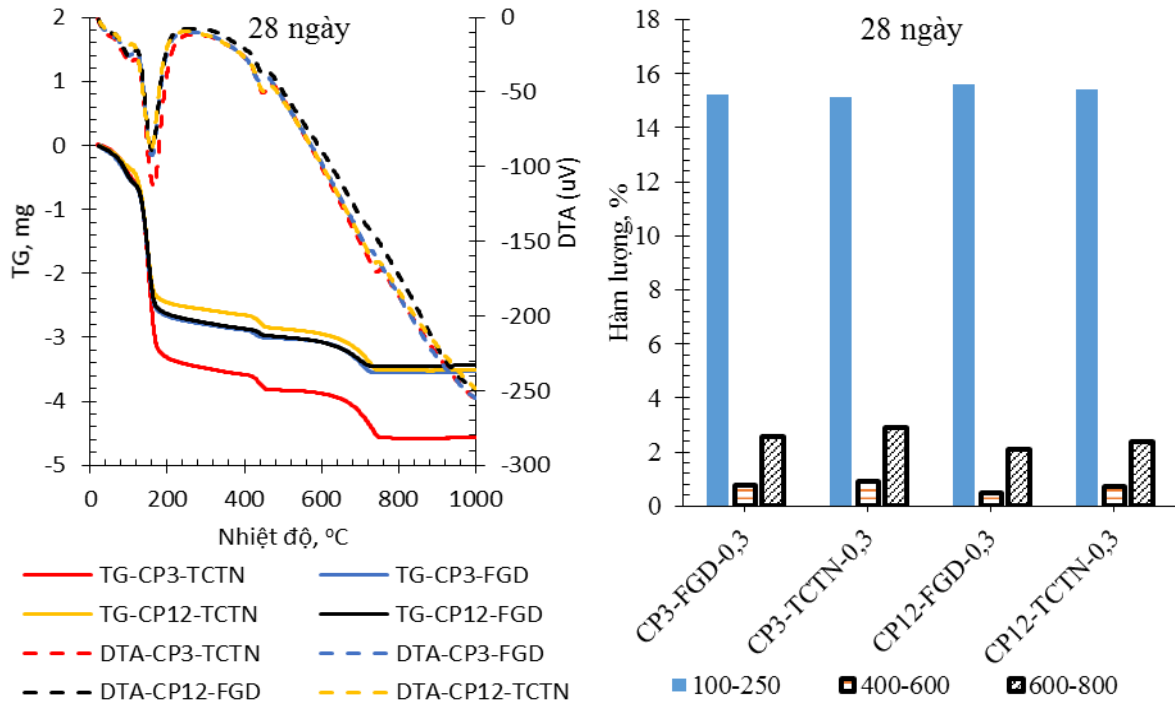 28 ngày
2
1
0
-1
-2
-3
-4
-5
TG, mg
0
-50
-100
-150
-200
-250
-300
DTA (uV)
0 200 400 600 800 1000
Nhiệt độ, ⁰C
TG-CP3-TCTN TG-CP3-FGD
TG-CP12-TCTN TG-CP12-FGD
DTA-CP3-TCTN DTA-CP3-FGD
DTA-CP12-FGD DTA-CP12-TCTN
28 ngày
18
16
14
12
10
8
6
4
2
0
Hàm lượng, %
CP3-FGD-0,3
CP3-TCTN-0,3
CP12-FGD-0,3
CP12-TCTN-0,3
100-250 400-600 600-800